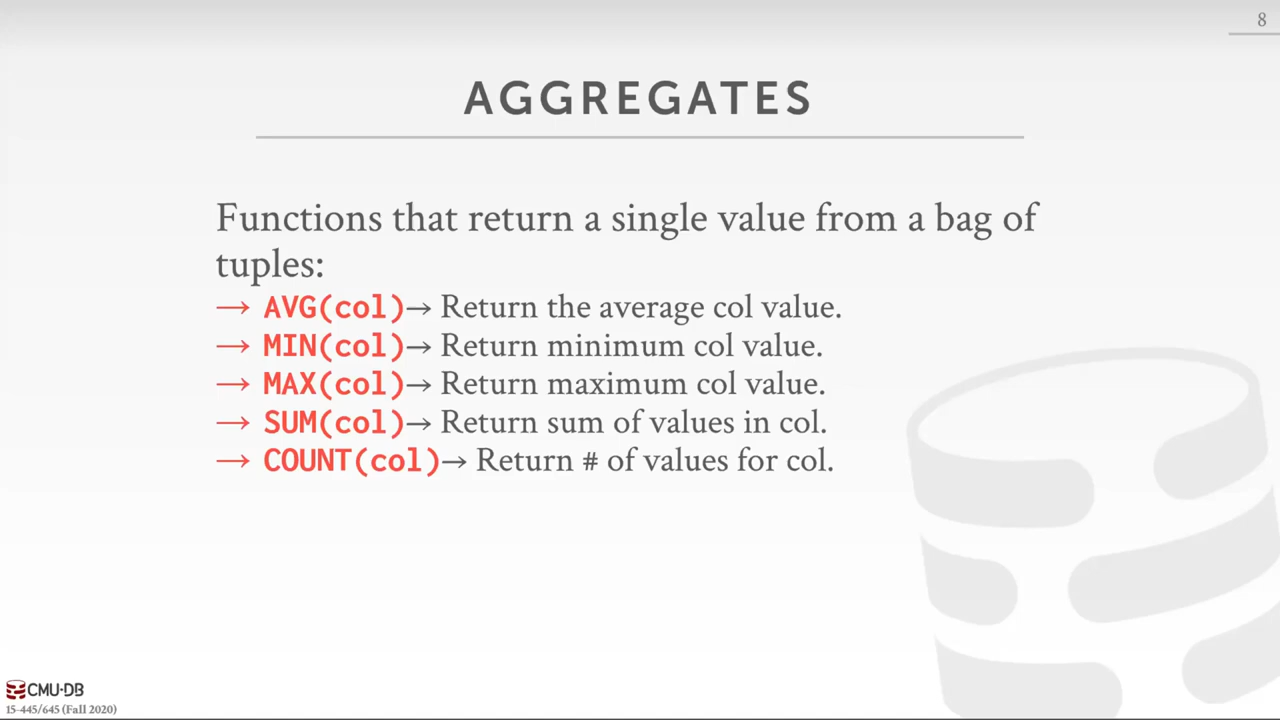 8
AGGREGATES
Functions that return a single value from a bag of
tuples:
→ AVG(col)→ Return the average col value.
→ MIN(col)→ Return minimum col value.
→ MAX(col)→ Return maximum col value.
→ SUM(col)→ Return sum of values in col.
→ COUNT(col)→ Return # of values for col.
CMU·DB
15-445/645 (Fall 2020)